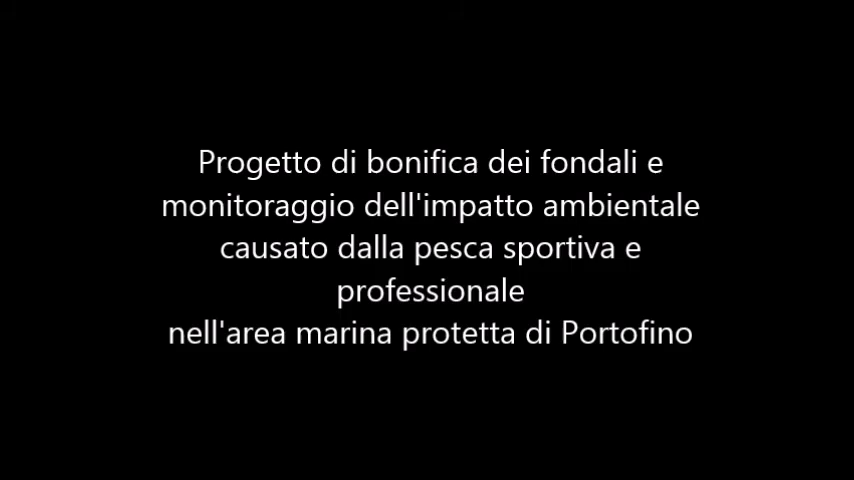 Progetto di bonifica dei fondali e
monitoraggio dell'impatto ambientale
causato dalla pesca sportiva e
professionale
nell'area marina protetta di Portofino